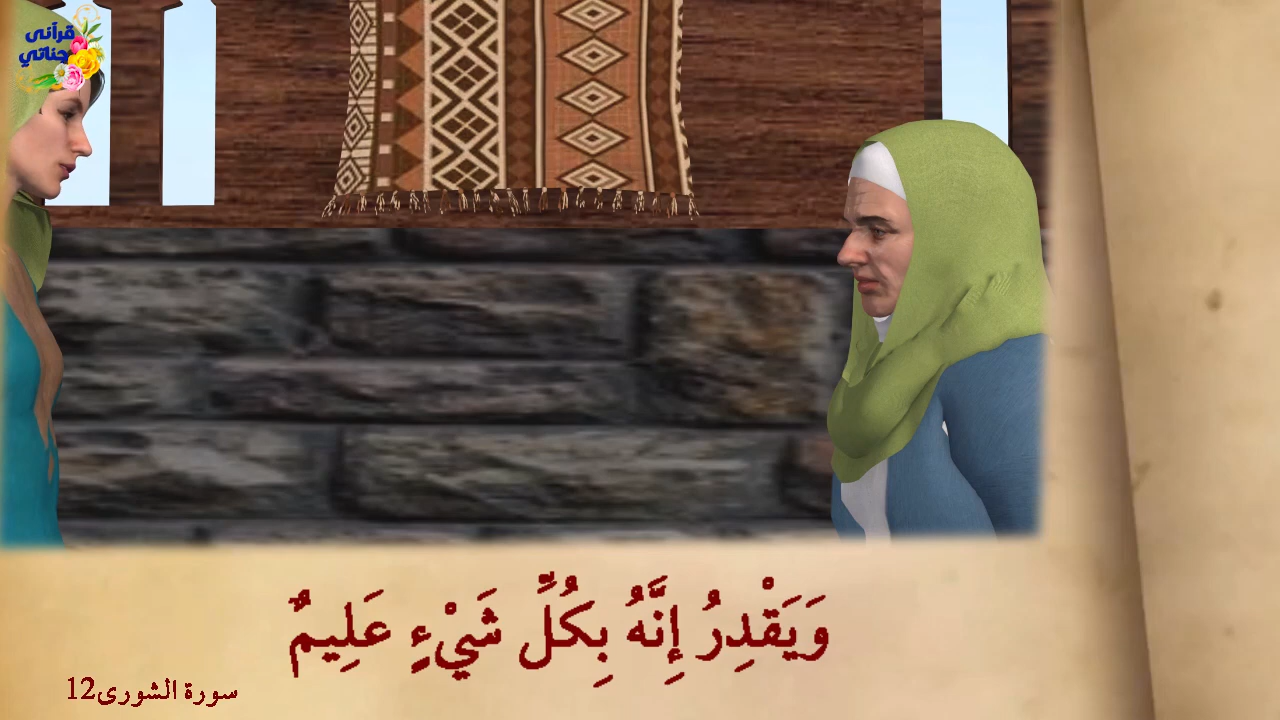 قرآني
جناتي
وَيَقْدِرُ إِنَّهُ بِكُلِّ شَيْءٍ عَلِيمٌ
سورة الشورى12